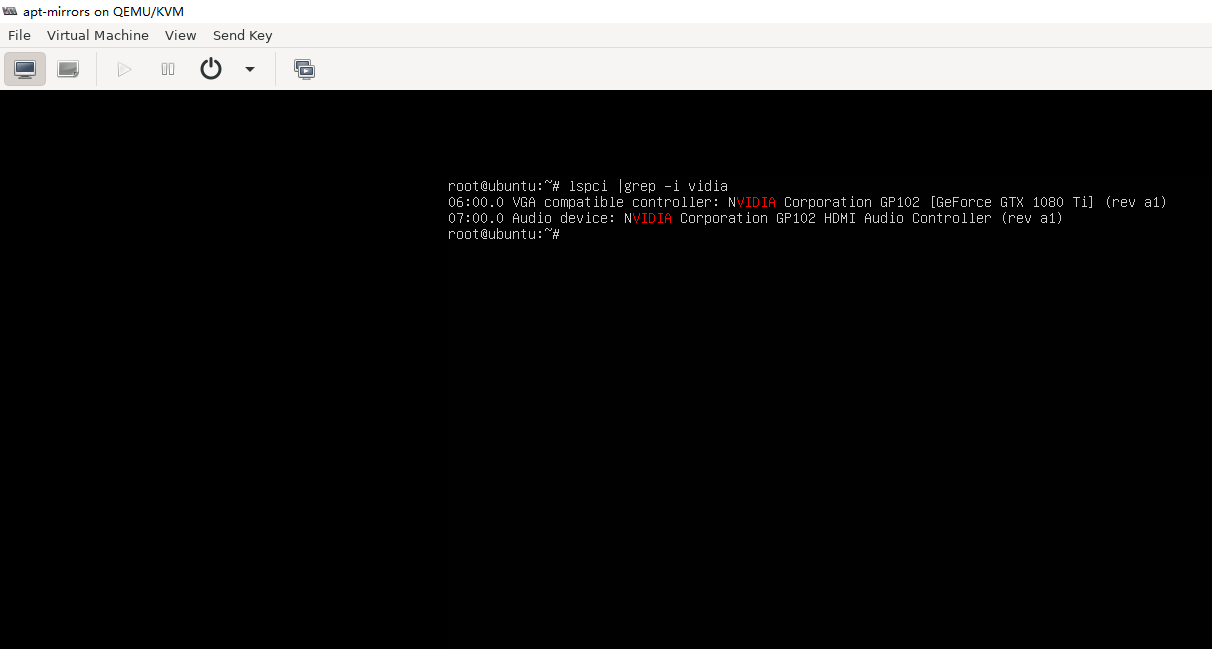 apt-mirrors on QEMU/KVM
File Virtual Machine View Send Key
root@ubuntu:~# lspci |grep -i vidia
06:00.0 VGA compatible controller: NVIDIA Corporation GP102 [GeForce GTX 1080 Ti] (rev a1)
07:00.0 Audio device: NVIDIA Corporation GP102 HDMI Audio Controller (rev a1)
root@ubuntu:~#